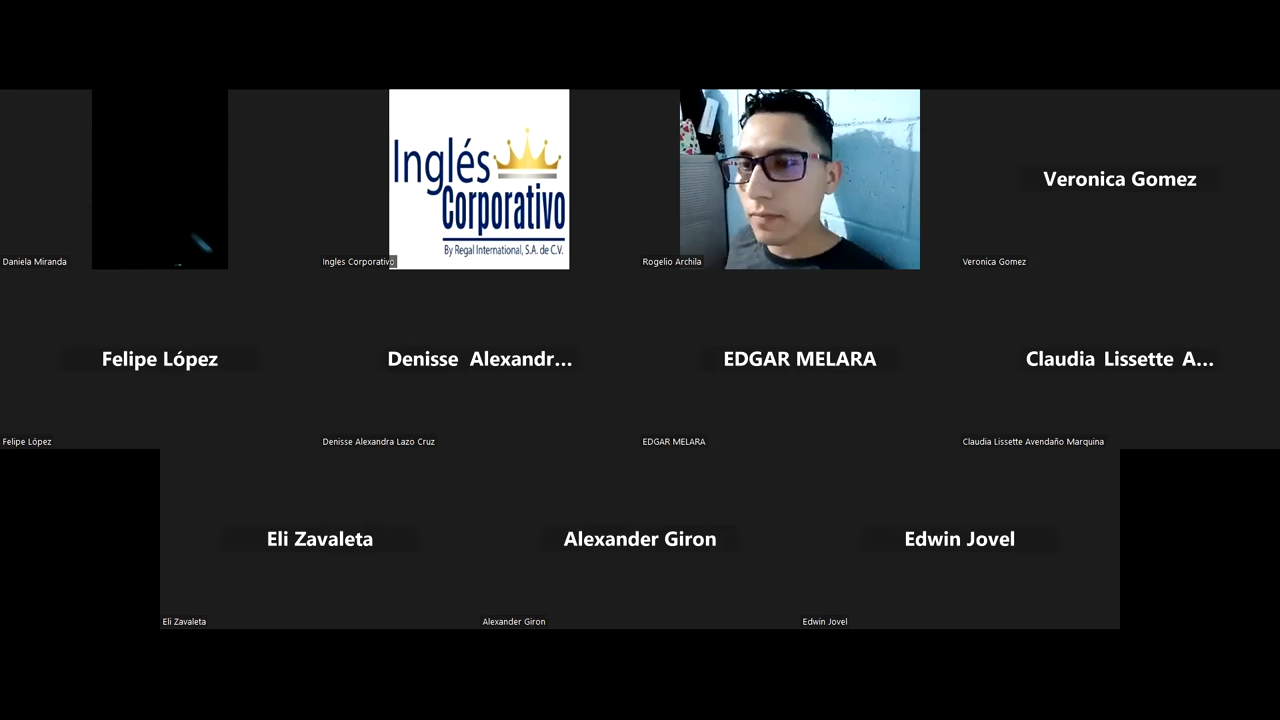 Inglés
Corporativo
By Regal International, S.A. de C.V.
Veronica Gomez
Daniela Miranda
Ingles Corporativo
Rogelio Archila
Veronica Gomez
Felipe López
Denisse Alexandr...
EDGAR MELARA
Claudia Lissette A...
Felipe López
Denisse Alexandra Lazo Cruz
EDGAR MELARA
Claudia Lissette Avendaño Marquina
Eli Zavaleta
Alexander Giron
Edwin Jovel
Eli Zavaleta
Alexander Giron
Edwin Jovel